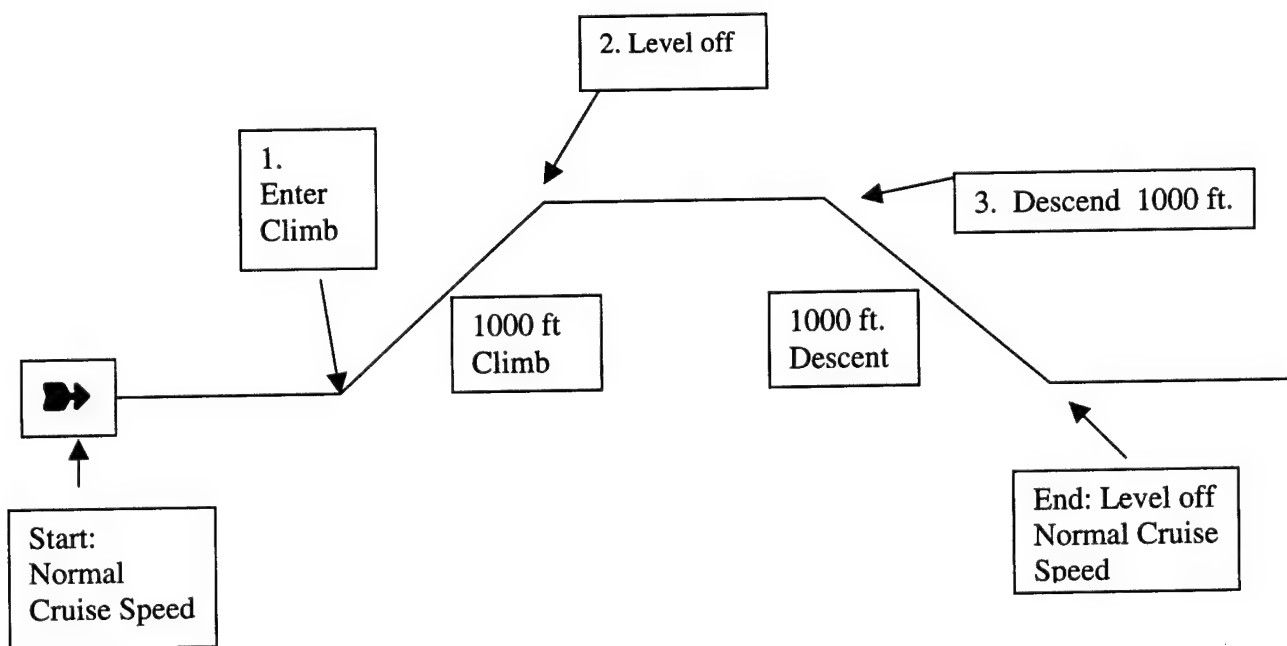 2. Level off
1.
Enter
Climb
3. Descend 1000 ft.
1000 ft
Climb
1000 ft.
Descent
Start:
Normal
Cruise Speed
End: Level off
Normal Cruise
Speed